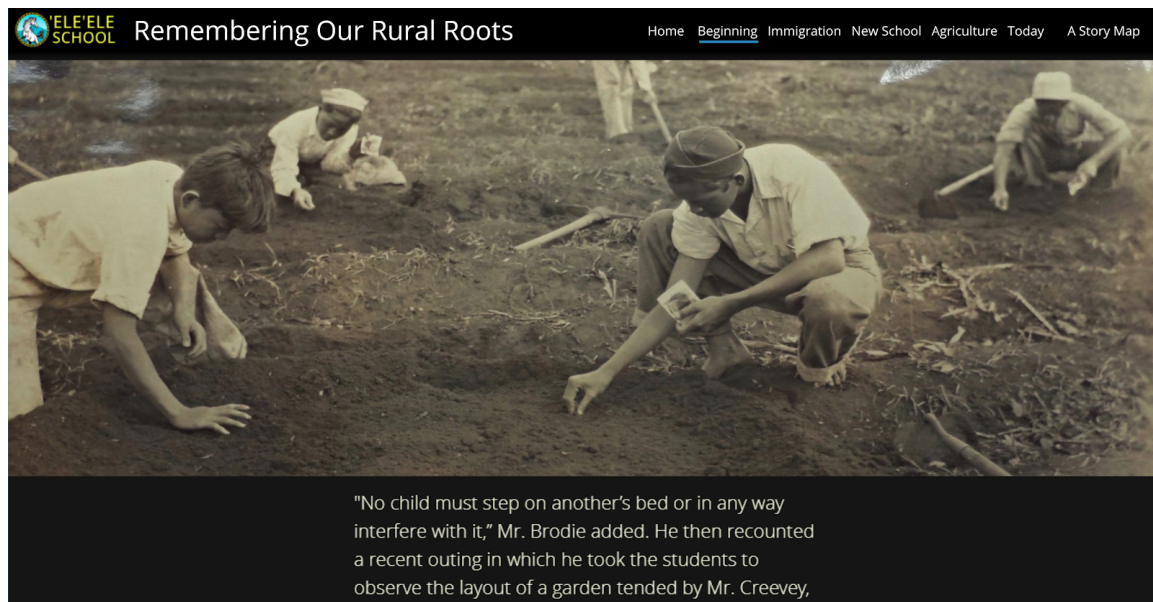 'ELE'ELE
SCHOOL
Remembering Our Rural Roots
Home Beginning Immigration New School Agriculture Today A Story Map
"No child must step on another’s bed or in any way
interfere with it,” Mr. Brodie added. He then recounted
a recent outing in which he took the students to
observe the layout of a garden tended by Mr. Creevey,